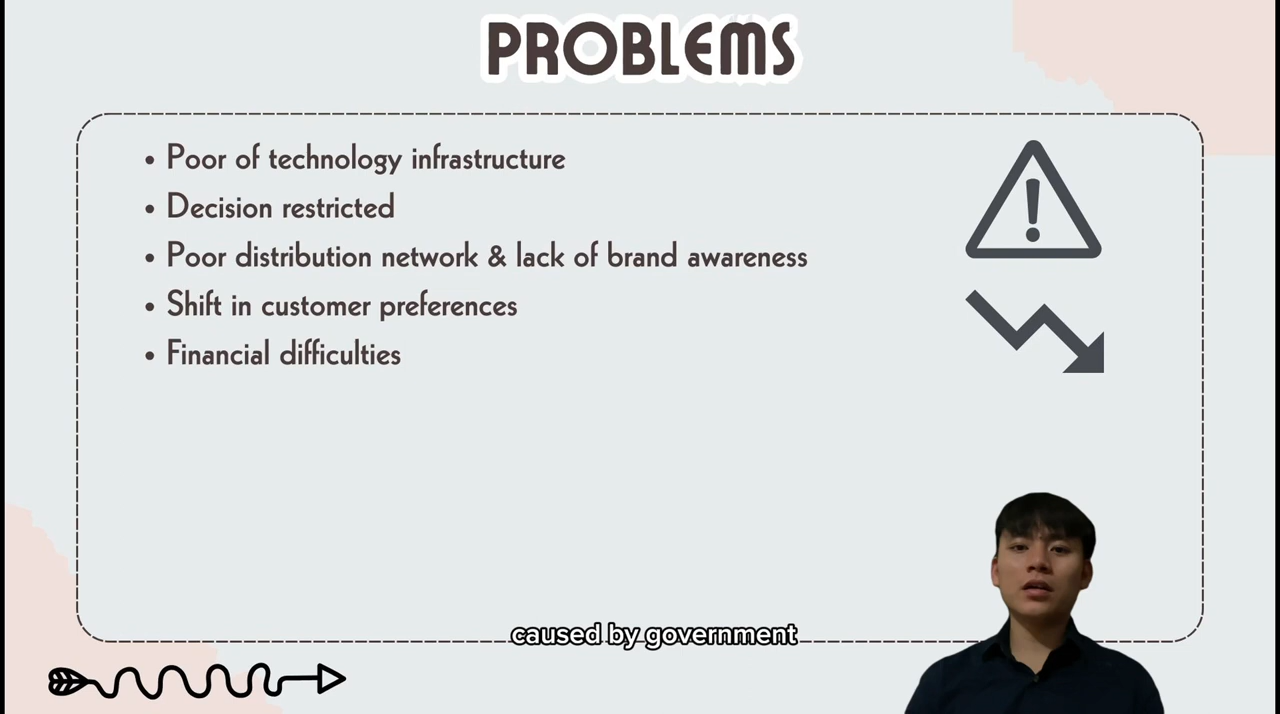 PROBLEMS
• Poor of technology infrastructure
• Decision restricted
• Poor distribution network & lack of brand awareness
• Shift in customer preferences
• Financial difficulties
caused by government